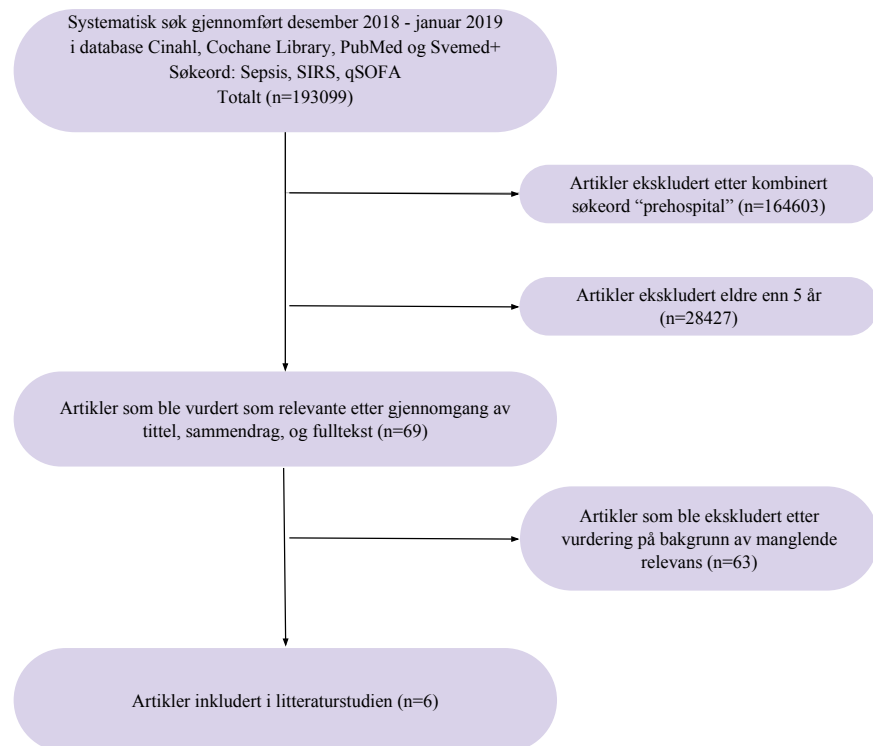 Systematisk søk gjennomført desember 2018 - januar 2019
i database Cinahl, Cochane Library, PubMed og Svemed+
Søkeord: Sepsis, SIRS, qSOFA
Totalt (n=193099)
Artikler ekskludert etter kombinert
søkeord “prehospital” (n=164603)
Artikler ekskludert eldre enn 5 år
(n=28427)
Artikler som ble vurdert som relevante etter gjennomgang av
tittel, sammendrag, og fulltekst (n=69)
Artikler som ble ekskludert etter
vurdering på bakgrunn av manglende
relevans (n=63)
Artikler inkludert i litteraturstudien (n=6)